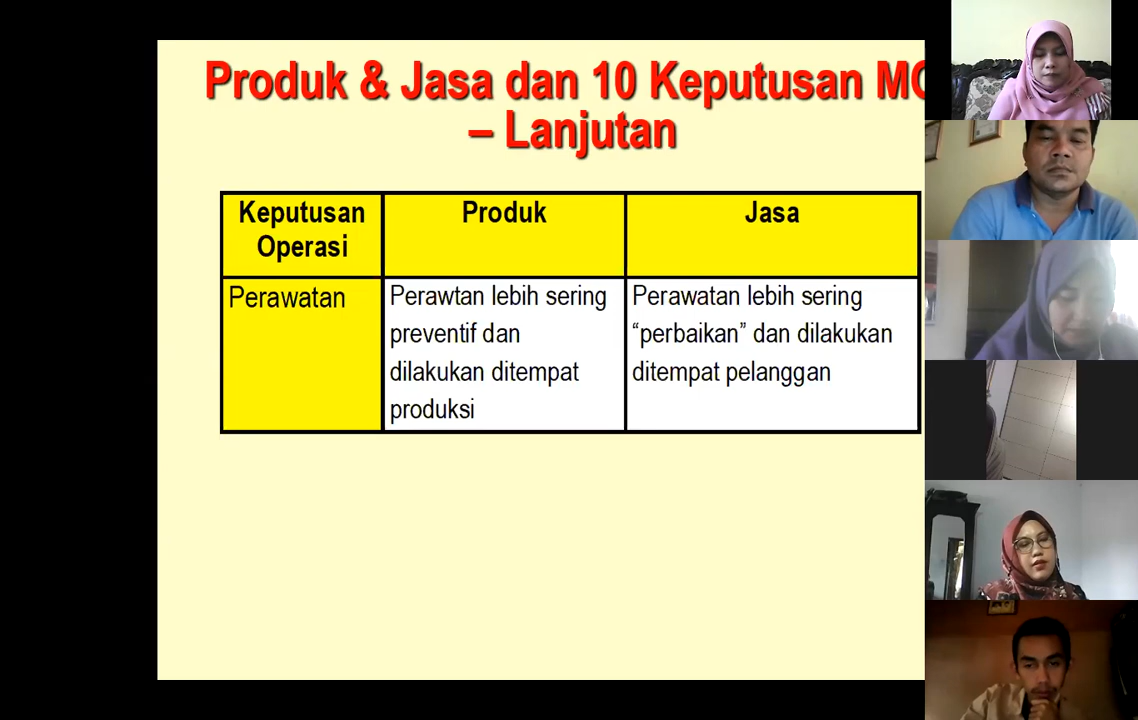 Produk & Jasa dan 10 Keputusan
– Lanjutan
Keputusan Operasi
Produk
Jasa
Perawatan
Perawtan lebih sering
preventif dan
dilakukan ditempat
produksi
Perawatan lebih sering
“perbaikan” dan dilakukan
ditempat pelanggan